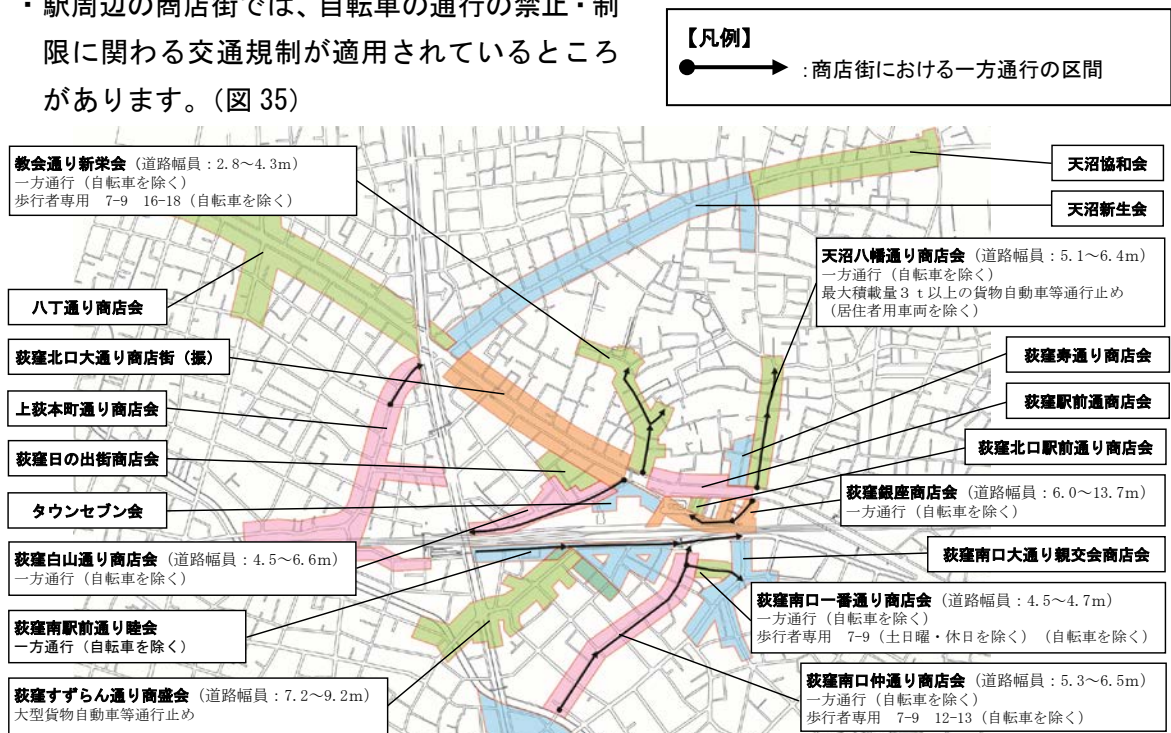 ・駅周辺の商店街では、自転車の通行の禁止・制
限に関わる交通規制が適用されているところ
があります。（図 35）
【凡例】
：商店街における一方通行の区間
教会通り新栄会（道路幅員：2.8～4.3m）
一方通行（自転車を除く）
歩行者専用 7-9 16-18（自転車を除く）
八丁通り商店会
荻窪北口大通り商店街（振）
上荻本町通り商店会
荻窪日の出街商店会
タウンセブン会
荻窪白山通り商店会（道路幅員：4.5～6.6m）
一方通行（自転車を除く）
荻窪南駅前通り睦会
一方通行（自転車を除く）
荻窪すずらん通り商盛会（道路幅員：7.2～9.2m）
大型貨物自動車等通行止め
天沼協和会
天沼新生会
天沼八幡通り商店会（道路幅員：5.1～6.4m）
一方通行（自転車を除く）
最大積載量３ｔ以上の貨物自動車等通行止め
（居住者用車両を除く）
荻窪寿通り商店会
荻窪駅前通商店会
荻窪北口駅前通り商店会
荻窪銀座商店会（道路幅員：6.0～13.7m）
一方通行（自転車を除く）
荻窪南口大通り親交会商店会
荻窪南口一番通り商店会（道路幅員：4.5～4.7m）
一方通行（自転車を除く）
歩行者専用 7-9（土日曜・休日を除く）（自転車を除く）
荻窪南口仲通り商店会（道路幅員：5.3～6.5m）
一方通行（自転車を除く）
歩行者専用 7-9 12-13（自転車を除く）